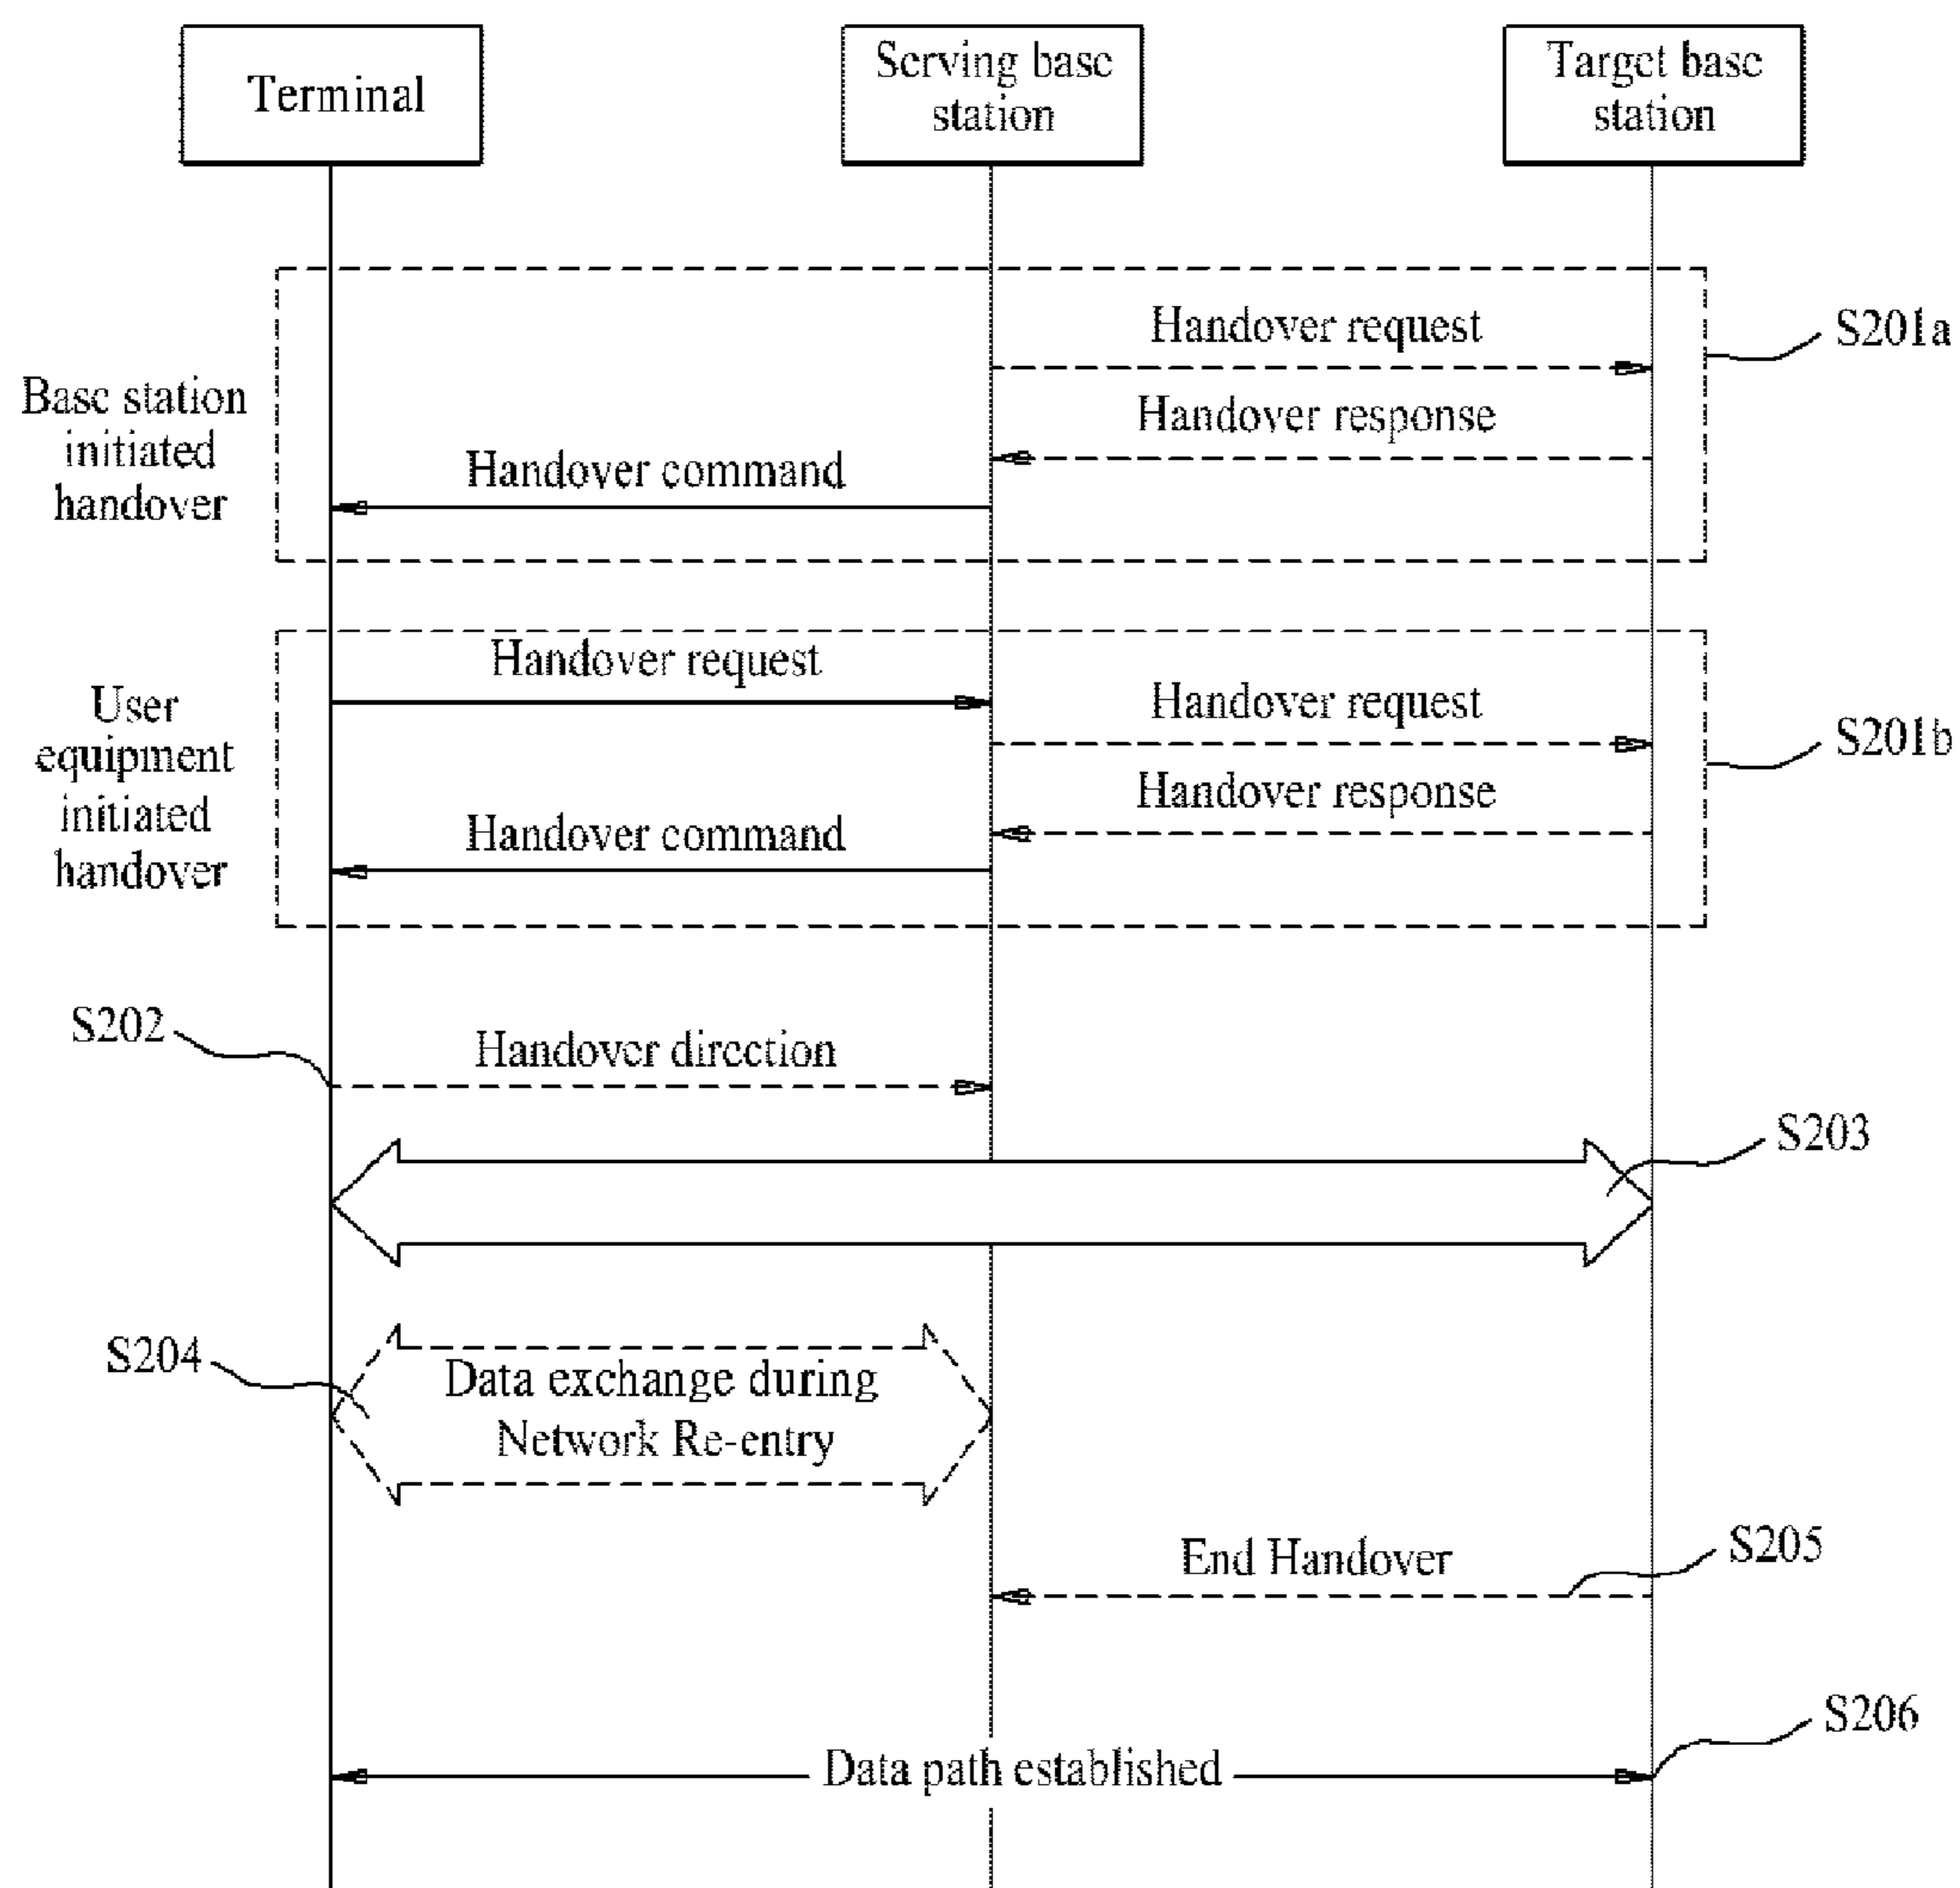 Terminal
Serving base
station
Target base
station
Handover request
S201a
Handover response
Base station
initiated
handover
Handover command
Handover request
User
equipment
initiated
handover
Handover request
S201b
Handover response
Handover command
S202
Handover direction
S203
S204
Data exchange during
Network Re-entry
End Handover
S205
S206
Data path established